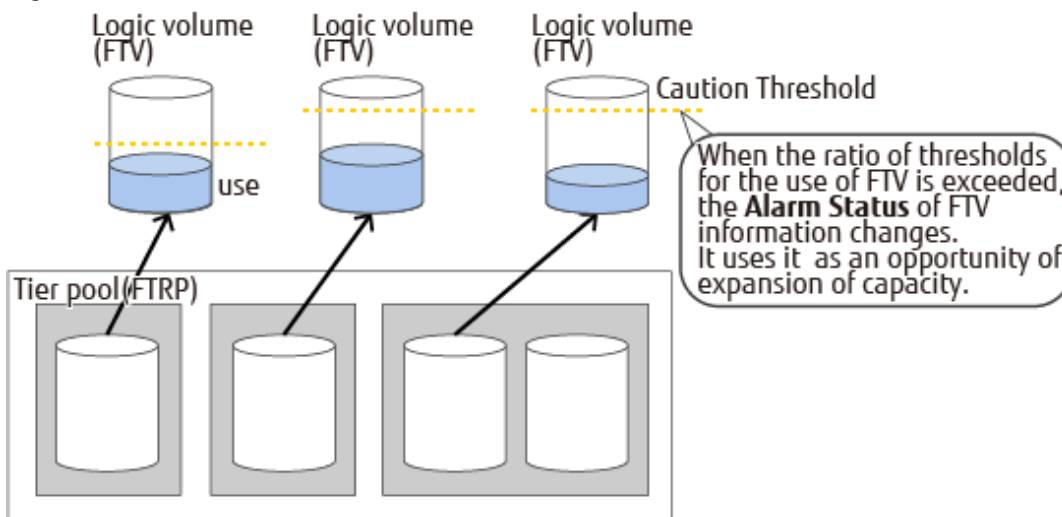 Logic volume
(FTV)
Logic volume
(FTV)
Logic volume
(FTV)
Caution Threshold
use
When the ratio of thresholds
for the use of FTV is exceeded,
the Alarm Status of FTV
information changes.
It uses it as an opportunity of
expansion of capacity.
Tier pool(FTRP)